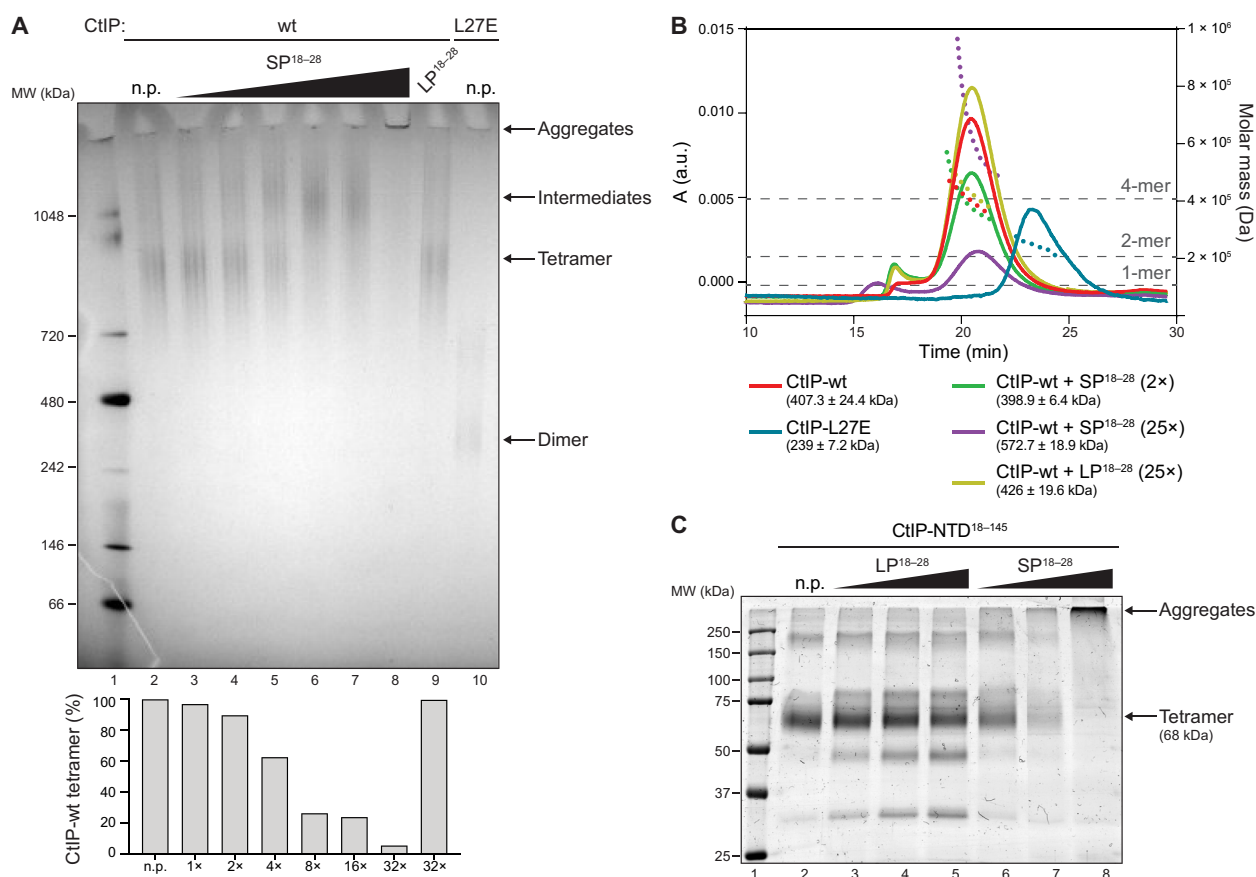 A
CtIP: wt L27E
SP18–28 LP18–28
MW (kDa) n.p. n.p.
Aggregates
Intermediates
1048
Tetramer
720
480
Dimer
242
146
66
1 2 3 4 5 6 7 8 9 10
CtIP-wt tetramer (%)
100
80
60
40
20
0
n.p. 1× 2× 4× 8× 16× 32× 32×
B
A (a.u.)
0.015
0.010
0.005
0.000
Molar mass (Da)
1 × 10⁶
8 × 10⁵
6 × 10⁵
4 × 10⁵
2 × 10⁵
4-mer
2-mer
1-mer
10 15 20 25 30
Time (min)
CtIP-wt
(407.3 ± 24.4 kDa)
CtIP-L27E
(239 ± 7.2 kDa)
CtIP-wt + SP18–28 (2×)
(398.9 ± 6.4 kDa)
CtIP-wt + SP18–28 (25×)
(572.7 ± 18.9 kDa)
CtIP-wt + LP18–28 (25×)
(426 ± 19.6 kDa)
C
CtIP-NTD18–145
n.p. LP18–28 SP18–28
MW (kDa)
Aggregates
250
150
100
75
Tetramer
(68 kDa)
50
37
25
1 2 3 4 5 6 7 8